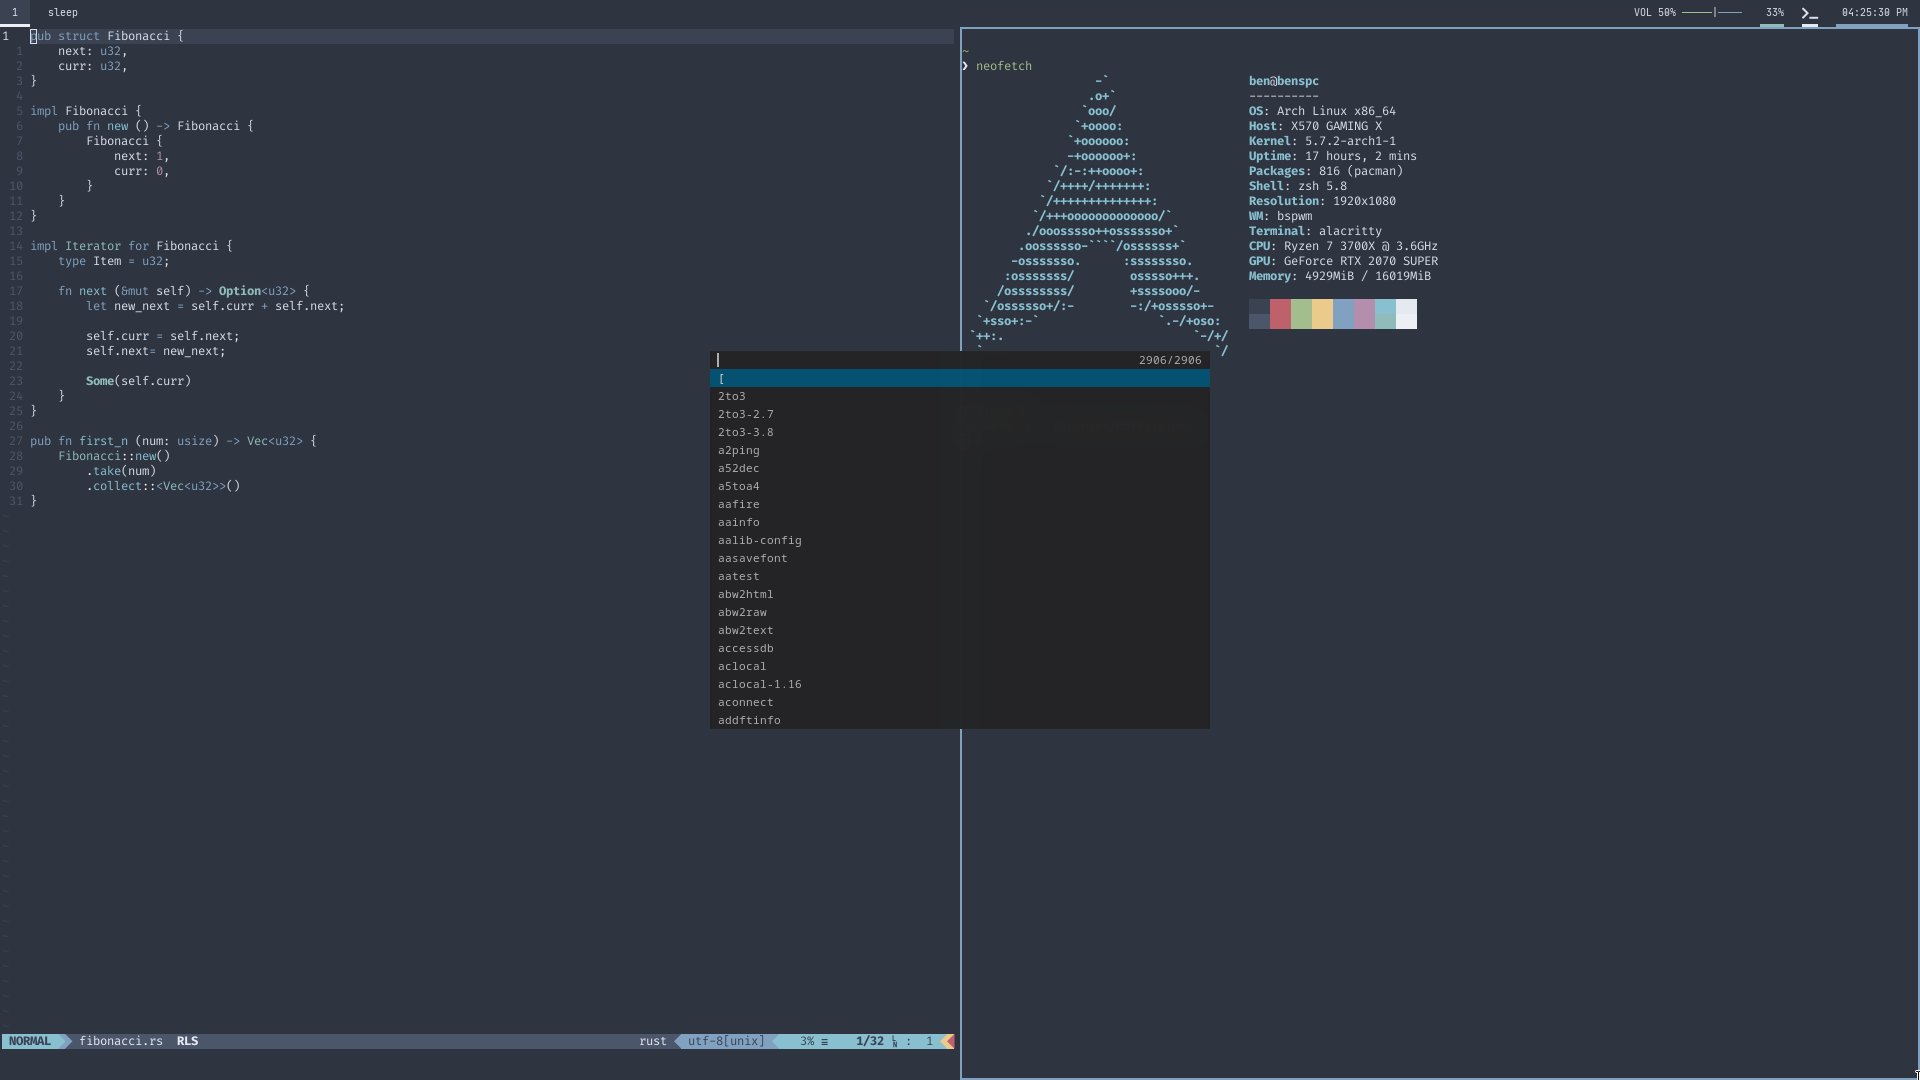 1 sleep VOL 50% 33% 04:25:30 PM
1 pub struct Fibonacci {
1 next: u32,
2 curr: u32,
3 }
4
5 impl Fibonacci {
6 pub fn new () -> Fibonacci {
7 Fibonacci {
8 next: 1,
9 curr: 0,
10 }
11 }
12 }
13
14 impl Iterator for Fibonacci {
15 type Item = u32;
16
17 fn next (&mut self) -> Option<u32> {
18 let new_next = self.curr + self.next;
19
20 self.curr = self.next;
21 self.next= new_next;
22
23 Some(self.curr)
24 }
25 }
26
27 pub fn first_n (num: usize) -> Vec<u32> {
28 Fibonacci::new()
29 .take(num)
30 .collect::<Vec<u32>>()
31 }
NORMAL fibonacci.rs RLS rust utf-8[unix] 3% ≡ 1/32 : 1
~
❯ neofetch
-`
.o+`
`ooo/
`+oooo:
`+oooooo:
-+oooooo+:
`/:-:++oooo+:
`/++++/+++++++:
`/++++++++++++++:
`/+++ooooooooooooo/`
./ooosssso++osssssso+`
.oossssso-````/ossssss+`
-osssssso. :ssssssso.
:osssssss/ osssso+++.
/ossssssss/ +ssssooo/-
`/ossssso+/:- -:/+osssso+-
`+sso+:-` `.-/+oso:
`++:. `-/+/
` `/
ben@benspc
----------
OS: Arch Linux x86_64
Host: X570 GAMING X
Kernel: 5.7.2-arch1-1
Uptime: 17 hours, 2 mins
Packages: 816 (pacman)
Shell: zsh 5.8
Resolution: 1920x1080
WM: bspwm
Terminal: alacritty
CPU: Ryzen 7 3700X @ 3.6GHz
GPU: GeForce RTX 2070 SUPER
Memory: 4929MiB / 16019MiB
2906/2906
[
2to3
2to3-2.7
2to3-3.8
a2ping
a52dec
a5toa4
aafire
aainfo
aalib-config
aasavefont
aatest
abw2html
abw2raw
abw2text
accessdb
aclocal
aclocal-1.16
aconnect
addftinfo